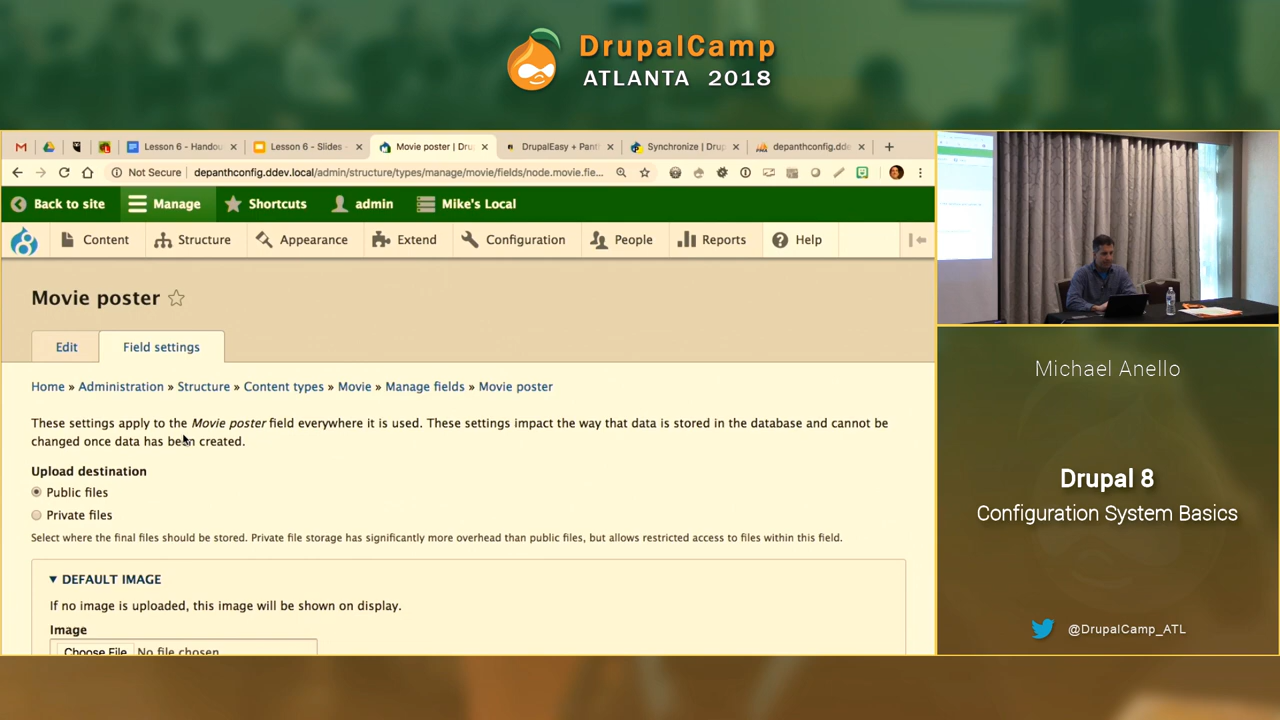 DrupalCamp
ATLANTA 2018
Lesson 6 - Handou
Lesson 6 - Slides -
Movie poster | Dru
DrupalEasy + Panth
Synchronize | Drup
depanthconfig.dde
Not Secure
depanthconfig.ddev.local/admin/structure/types/manage/movie/fields/node.movie.fie...
Back to site
Manage
Shortcuts
admin
Mike's Local
Content
Structure
Appearance
Extend
Configuration
People
Reports
Help
Movie poster
Edit
Field settings
Home » Administration » Structure » Content types » Movie » Manage fields » Movie poster
These settings apply to the Movie poster field everywhere it is used. These settings impact the way that data is stored in the database and cannot be
changed once data has been created.
Upload destination
Public files
Private files
Select where the final files should be stored. Private file storage has significantly more overhead than public files, but allows restricted access to files within this field.
DEFAULT IMAGE
If no image is uploaded, this image will be shown on display.
Image
Choose File No file chosen
Michael Anello
Drupal 8
Configuration System Basics
@DrupalCamp_ATL